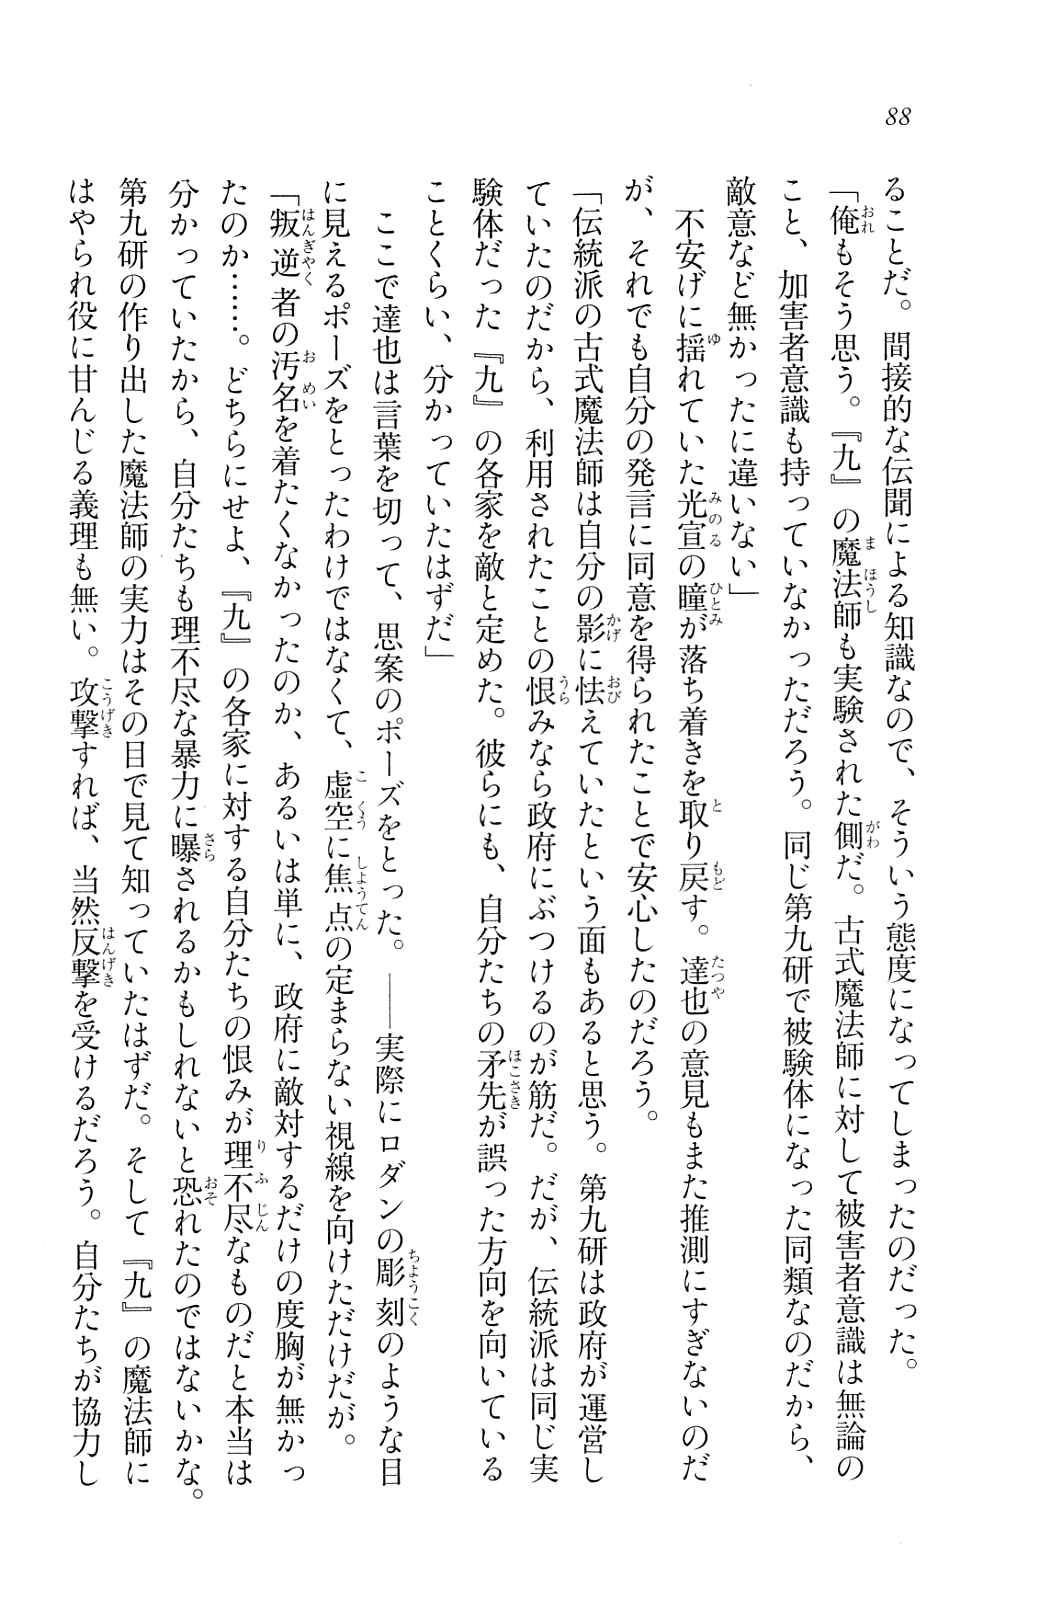 88
ることだ。間接的な伝聞による知識なので、そういう態度になってしまったのだった。
「俺もそう思う。『九』の魔法師も実験された側だ。古式魔法師に対して被害者意識は無論の
こと、加害者意識も持っていなかっただろう。同じ第九研で被験体になった同類なのだから、
敵意など無かったに違いない」
不安げに揺れていた光宣の瞳が落ち着きを取り戻す。達也の意見もまた推測にすぎないのだ
が、それでも自分の発言に同意を得られたことで安心したのだろう。
「伝統派の古式魔法師は自分の影に怯えていたという面もあると思う。第九研は政府が運営し
ていたのだから、利用されたことの恨みなら政府にぶつけるのが筋だ。だが、伝統派は同じ実
験体だった『九』の各家を敵と定めた。彼らにも、自分たちの矛先が誤った方向を向いている
ことくらい、分かっていたはずだ」
ここで達也は言葉を切って、思案のポーズをとった。――実際にロダンの彫刻のような目
に見えるポーズをとったわけではなくて、虚空に焦点の定まらない視線を向けただけだが。
「叛逆者の汚名を着たくなかったのか、あるいは単に、政府に敵対するだけの度胸が無かっ
たのか……。どちらにせよ、『九』の各家に対する自分たちの恨みが理不尽なものだと本当は
分かっていたから、自分たちも理不尽な暴力に曝されるかもしれないと恐れたのではないかな。
第九研の作り出した魔法師の実力はその目で見て知っていたはずだ。そして『九』の魔法師に
はやられ役に甘んじる義理も無い。攻撃すれば、当然反撃を受けるだろう。自分たちが協力し